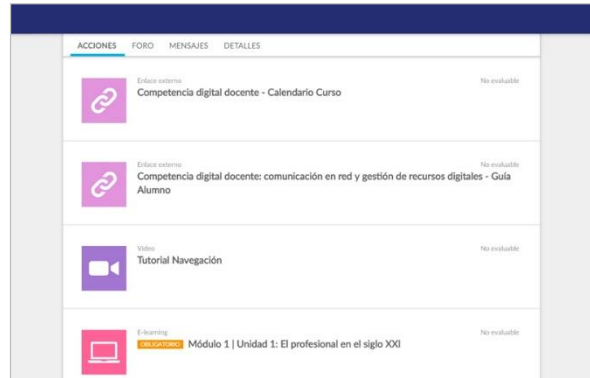 ACCIONES FORO MENSAJES DETALLES
Enlace externo No evaluable
Competencia digital docente - Calendario Curso
Enlace externo No evaluable
Competencia digital docente: comunicación en red y gestión de recursos digitales - Guía
Alumno
Vídeo No evaluable
Tutorial Navegación
E-learning No evaluable
OBLIGATORIO Módulo 1 | Unidad 1: El profesional en el siglo XXI